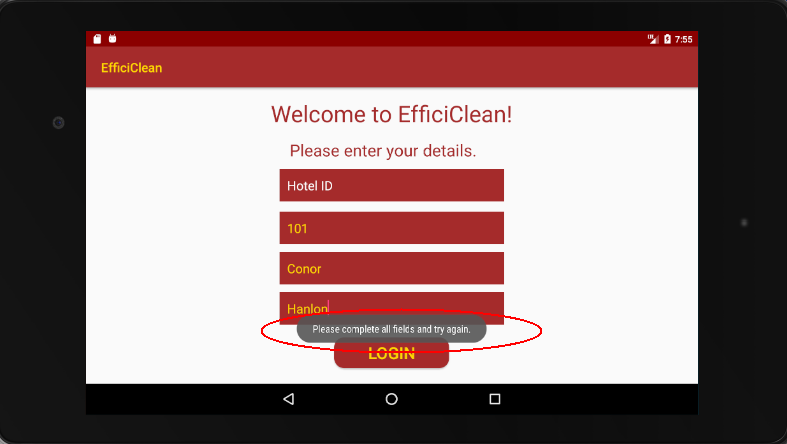 7:55
EfficiClean
Welcome to EfficiClean!
Please enter your details.
Hotel ID
101
Conor
Hanlon
Please complete all fields and try again.
LOGIN